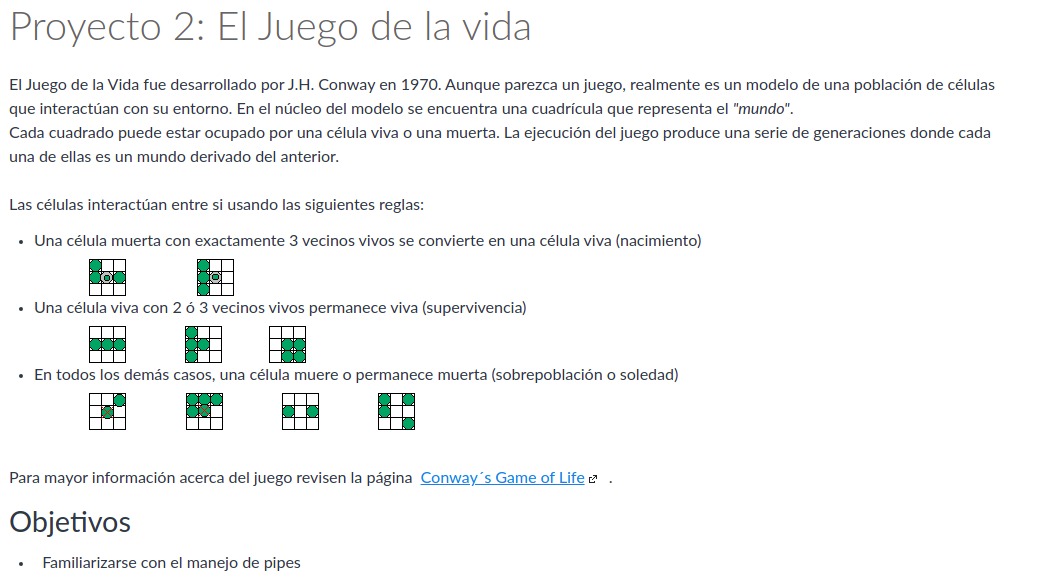 Proyecto 2: El Juego de la vida
El Juego de la Vida fue desarrollado por J.H. Conway en 1970. Aunque parezca un juego, realmente es un modelo de una población de células
que interactúan con su entorno. En el núcleo del modelo se encuentra una cuadrícula que representa el "mundo".
Cada cuadrado puede estar ocupado por una célula viva o una muerta. La ejecución del juego produce una serie de generaciones donde cada
una de ellas es un mundo derivado del anterior.
Las células interactúan entre si usando las siguientes reglas:
• Una célula muerta con exactamente 3 vecinos vivos se convierte en una célula viva (nacimiento)
• Una célula viva con 2 ó 3 vecinos vivos permanece viva (supervivencia)
• En todos los demás casos, una célula muere o permanece muerta (sobrepoblación o soledad)
Para mayor información acerca del juego revisen la página Conway´s Game of Life .
Objetivos
• Familiarizarse con el manejo de pipes